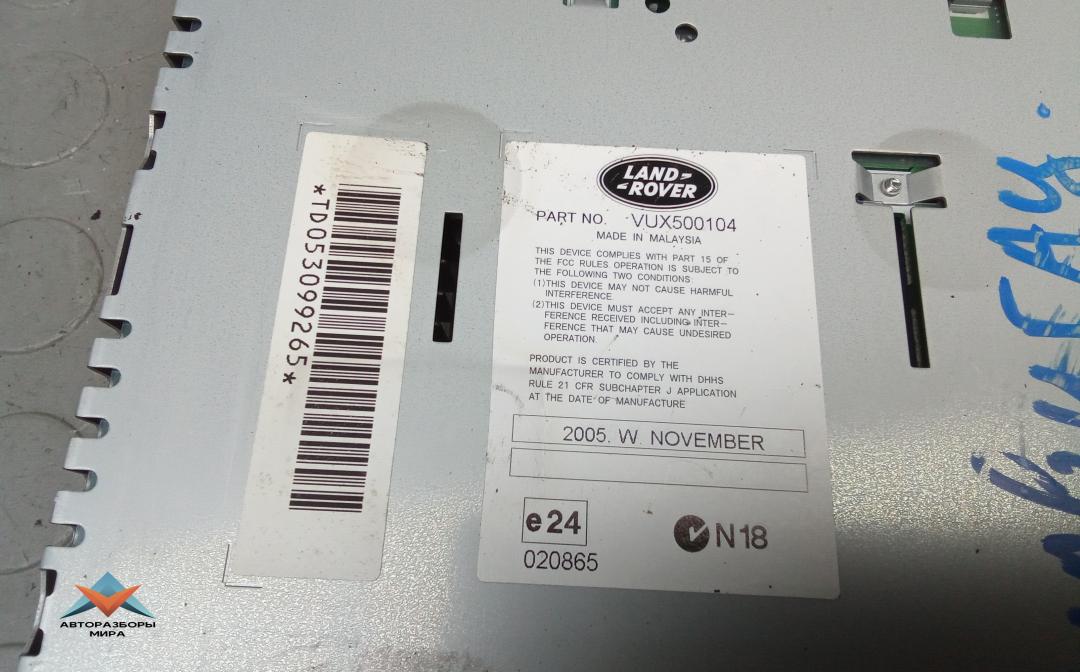 *TD053099265*
LAND
ROVER
PART NO. VUX500104
MADE IN MALAYSIA
THIS DEVICE COMPLIES WITH PART 15 OF
THE FCC RULES OPERATION IS SUBJECT TO
THE FOLLOWING TWO CONDITIONS:
(1)THIS DEVICE MAY NOT CAUSE HARMFUL
INTERFERENCE.
(2)THIS DEVICE MUST ACCEPT ANY INTER-
FERENCE RECEIVED INCLUDING INTER-
FERENCE THAT MAY CAUSE UNDESIRED
OPERATION.
PRODUCT IS CERTIFIED BY THE
MANUFACTURER TO COMPLY WITH DHHS
RULE 21 CFR SUBCHAPTER J APPLICATION
AT THE DATE OF MANUFACTURE
2005. W. NOVEMBER
e24
020865
N18
АВТОРАЗБОРЫ
МИРА